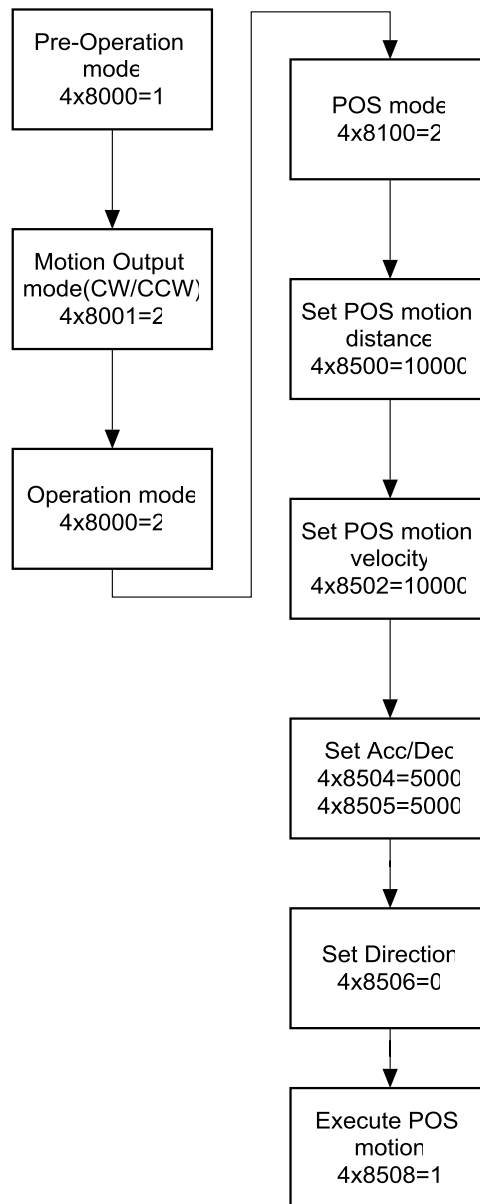 Pre-Operation
mode
4x8000=1
Motion Output
mode(CW/CCW)
4x8001=2
Operation mode
4x8000=2
POS mode
4x8100=2
Set POS motion
distance
4x8500=10000
Set POS motion
velocity
4x8502=10000
Set Acc/Dec
4x8504=5000
4x8505=5000
Set Direction
4x8506=0
Execute POS
motion
4x8508=1